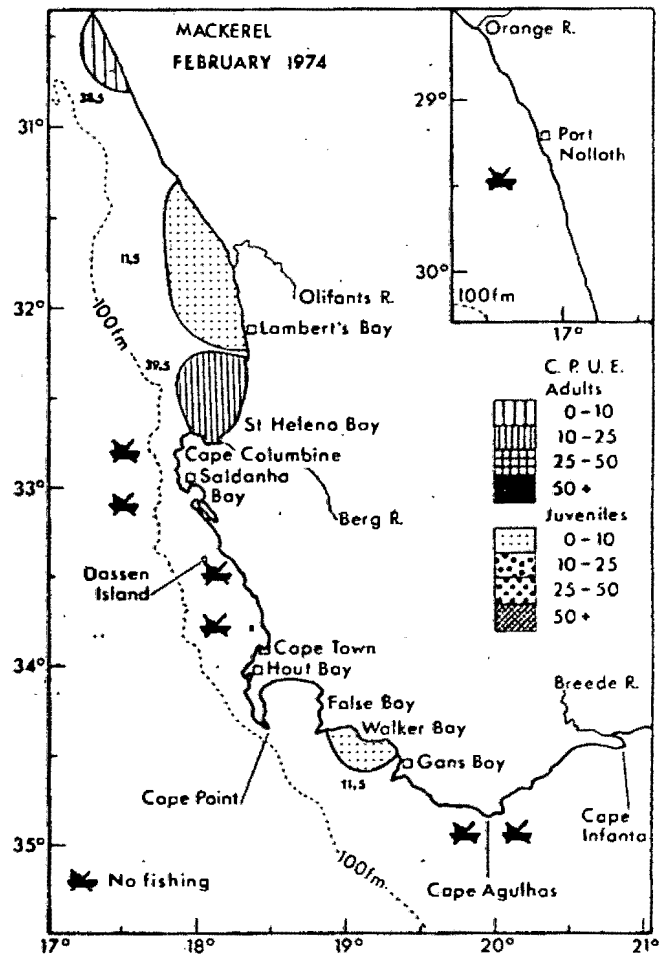 MACKEREL
FEBRUARY 1974
Orange R.
29°
Port
Nolloth
30°
100fm
17°
38,5
31°
11,5
Olifants R.
32°
100fm
Lambert's Bay
39,5
St Helena Bay
Cape Columbine
Saldanha
Bay
33°
Berg R.
C. P. U. E.
Adults
0-10
10-25
25-50
50+
Juveniles
0-10
10-25
25-50
50+
Dassen
Island
Cape Town
Hout Bay
34°
False Bay
Walker Bay
Breede R.
Gans Bay
11,5
Cape Point
Cape
Infanta
35°
100fm
No fishing
Cape Agulhas
17°
18°
19°
20°
21°